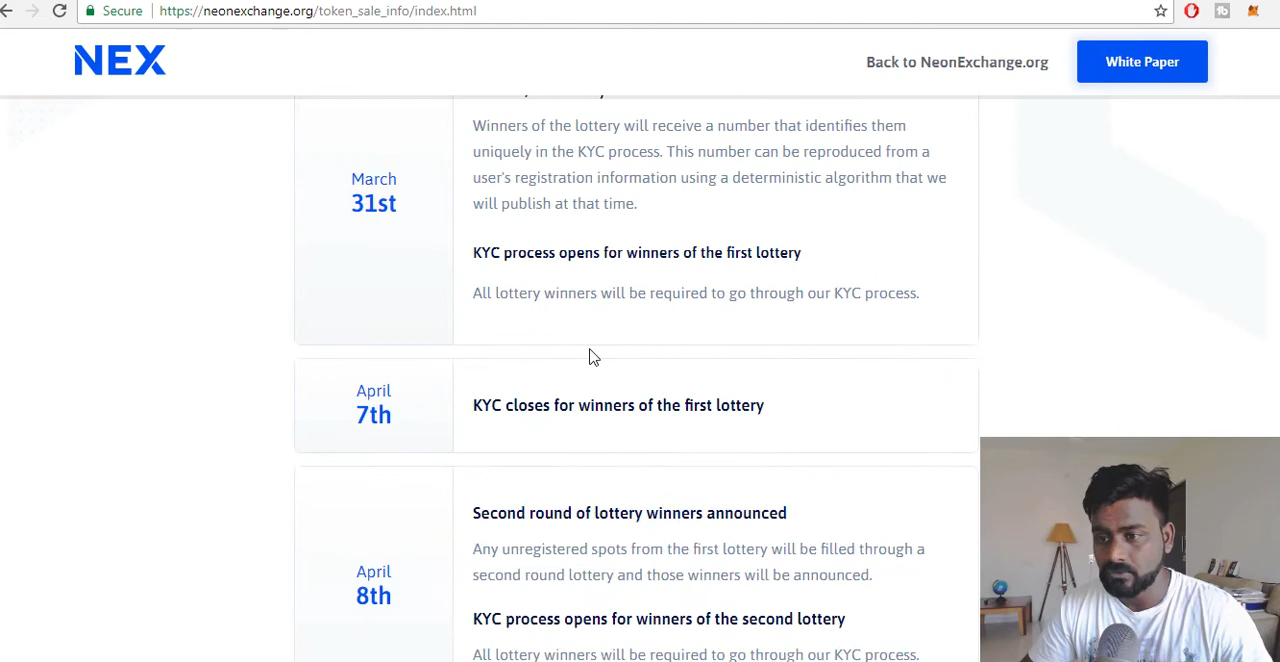 Secure https://neonexchange.org/token_sale_info/index.html
NEX
Back to NeonExchange.org
White Paper
Winners of the lottery will receive a number that identifies them
uniquely in the KYC process. This number can be reproduced from a
user's registration information using a deterministic algorithm that we
will publish at that time.
March
31st
KYC process opens for winners of the first lottery
All lottery winners will be required to go through our KYC process.
April
7th
KYC closes for winners of the first lottery
Second round of lottery winners announced
Any unregistered spots from the first lottery will be filled through a
second round lottery and those winners will be announced.
April
8th
KYC process opens for winners of the second lottery
All lottery winners will be required to go through our KYC process.